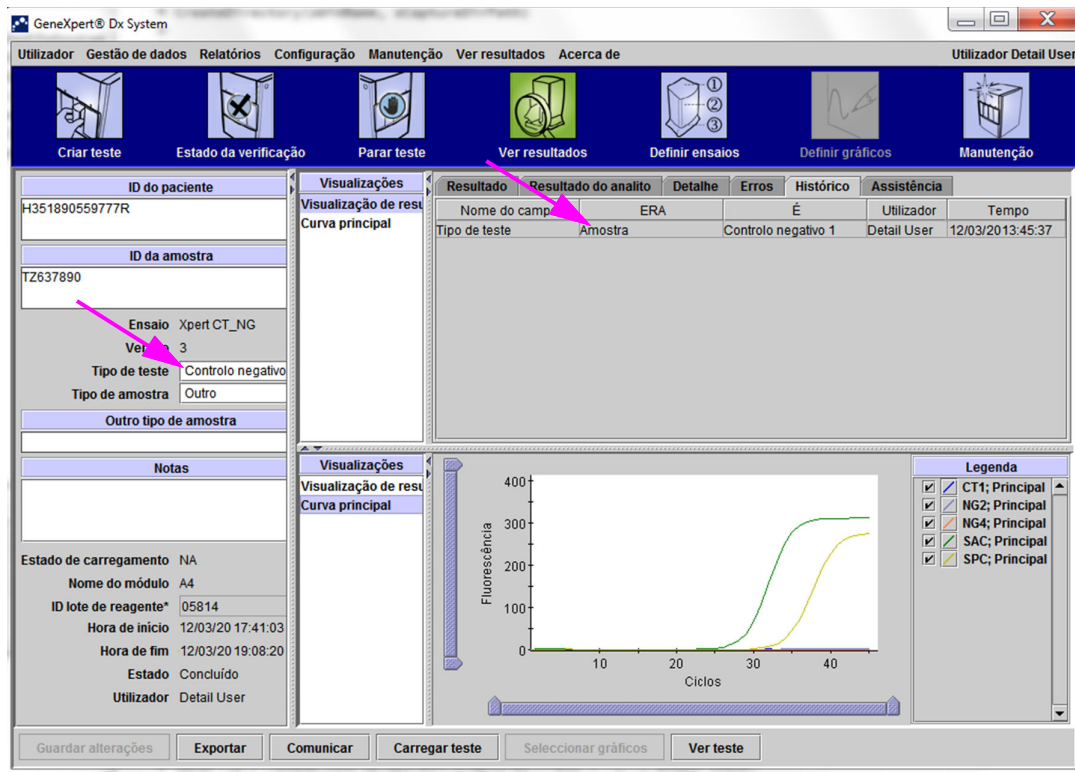 GeneXpert® Dx System
Utilizador Gestão de dados Relatórios Configuração Manutenção Ver resultados Acerca de Utilizador Detail User
Criar teste Estado da verificação Parar teste Ver resultados Definir ensaios Definir gráficos Manutenção
ID do paciente
H351890559777R
ID da amostra
TZ637890
Ensaio Xpert CT_NG
3
Tipo de teste Controlo negativo
Tipo de amostra Outro
Outro tipo de amostra
Notas
Estado de carregamento NA
Nome do módulo A4
ID lote de reagente* 05814
Hora de início 12/03/20 17:41:03
Hora de fim 12/03/20 19:08:20
Estado Concluído
Utilizador Detail User
Visualizações
Visualização de resu
Curva principal
Resultado Resultado do analito Detalhe Erros Histórico Assistência
Nome do camp ERA É Utilizador Tempo
Tipo de teste Amostra Controlo negativo 1 Detail User 12/03/2013:45:37
Visualizações
Visualização de resu
Curva principal
Fluorescência
400
300
200
100
0
10 20 30 40
Ciclos
Legenda
CT1; Principal
NG2; Principal
NG4; Principal
SAC; Principal
SPC; Principal
Guardar alterações Exportar Comunicar Carregar teste Seleccionar gráficos Ver teste